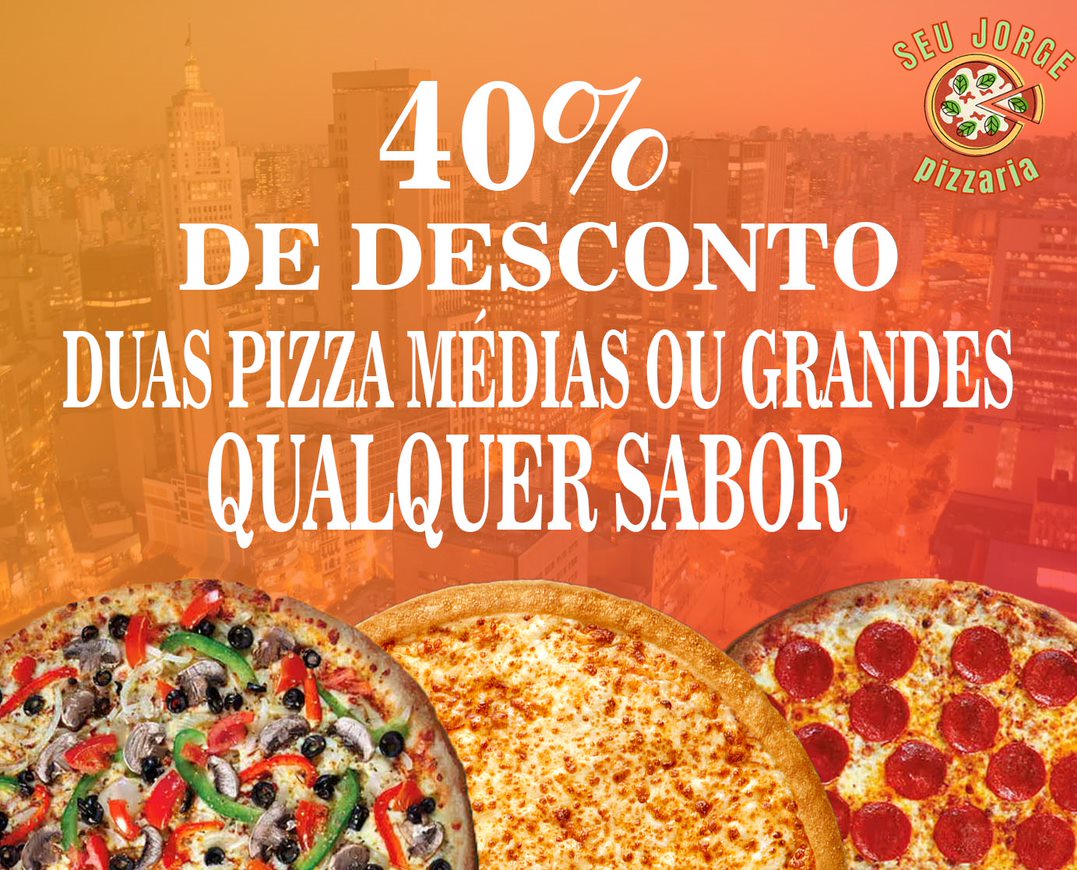 SEU JORGE
pizzaria
40%
DE DESCONTO
DUAS PIZZA MÉDIAS OU GRANDES
QUALQUER SABOR